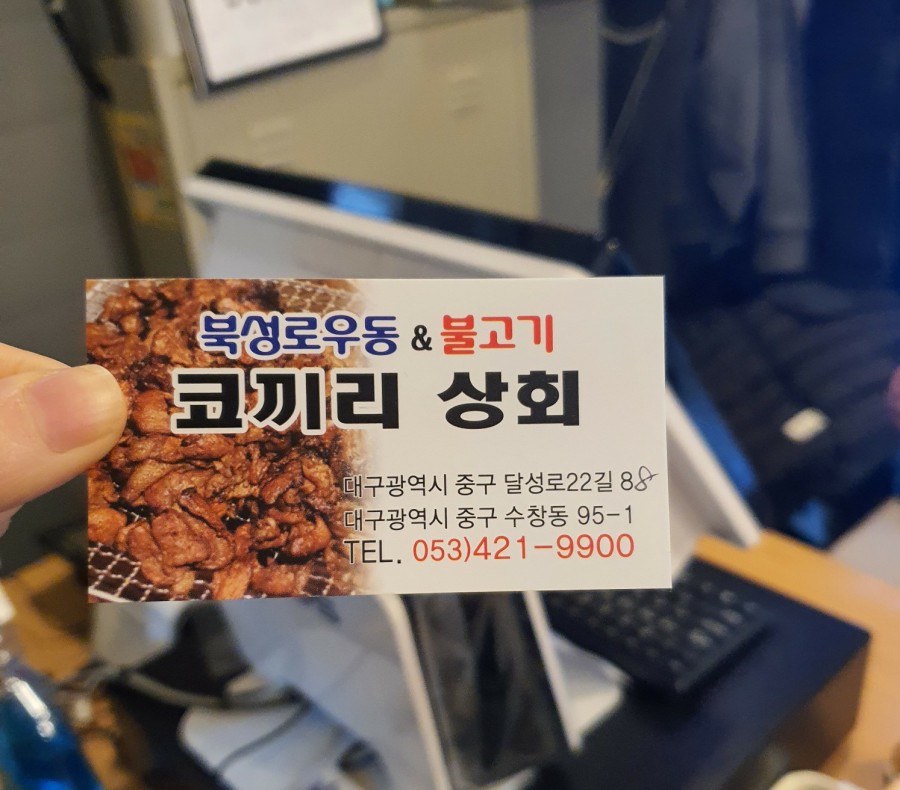 북성로우동 & 불고기
코끼리 상회
대구광역시 중구 달성로22길 88
대구광역시 중구 수창동 95-1
TEL. 053)421-9900